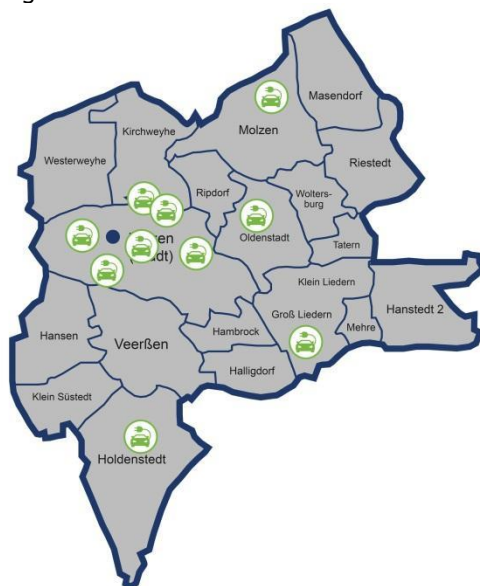 Masendorf
Kirchweyhe
Molzen
Westerweyhe
Riestedt
Ripdorf
Wolters-
burg
Oldenstadt
Tatern
Klein Liedern
Hanstedt 2
Groß Liedern
Hansen
Hambrock
Mehre
Veerßen
Halligdorf
Klein Süstedt
Holdenstedt